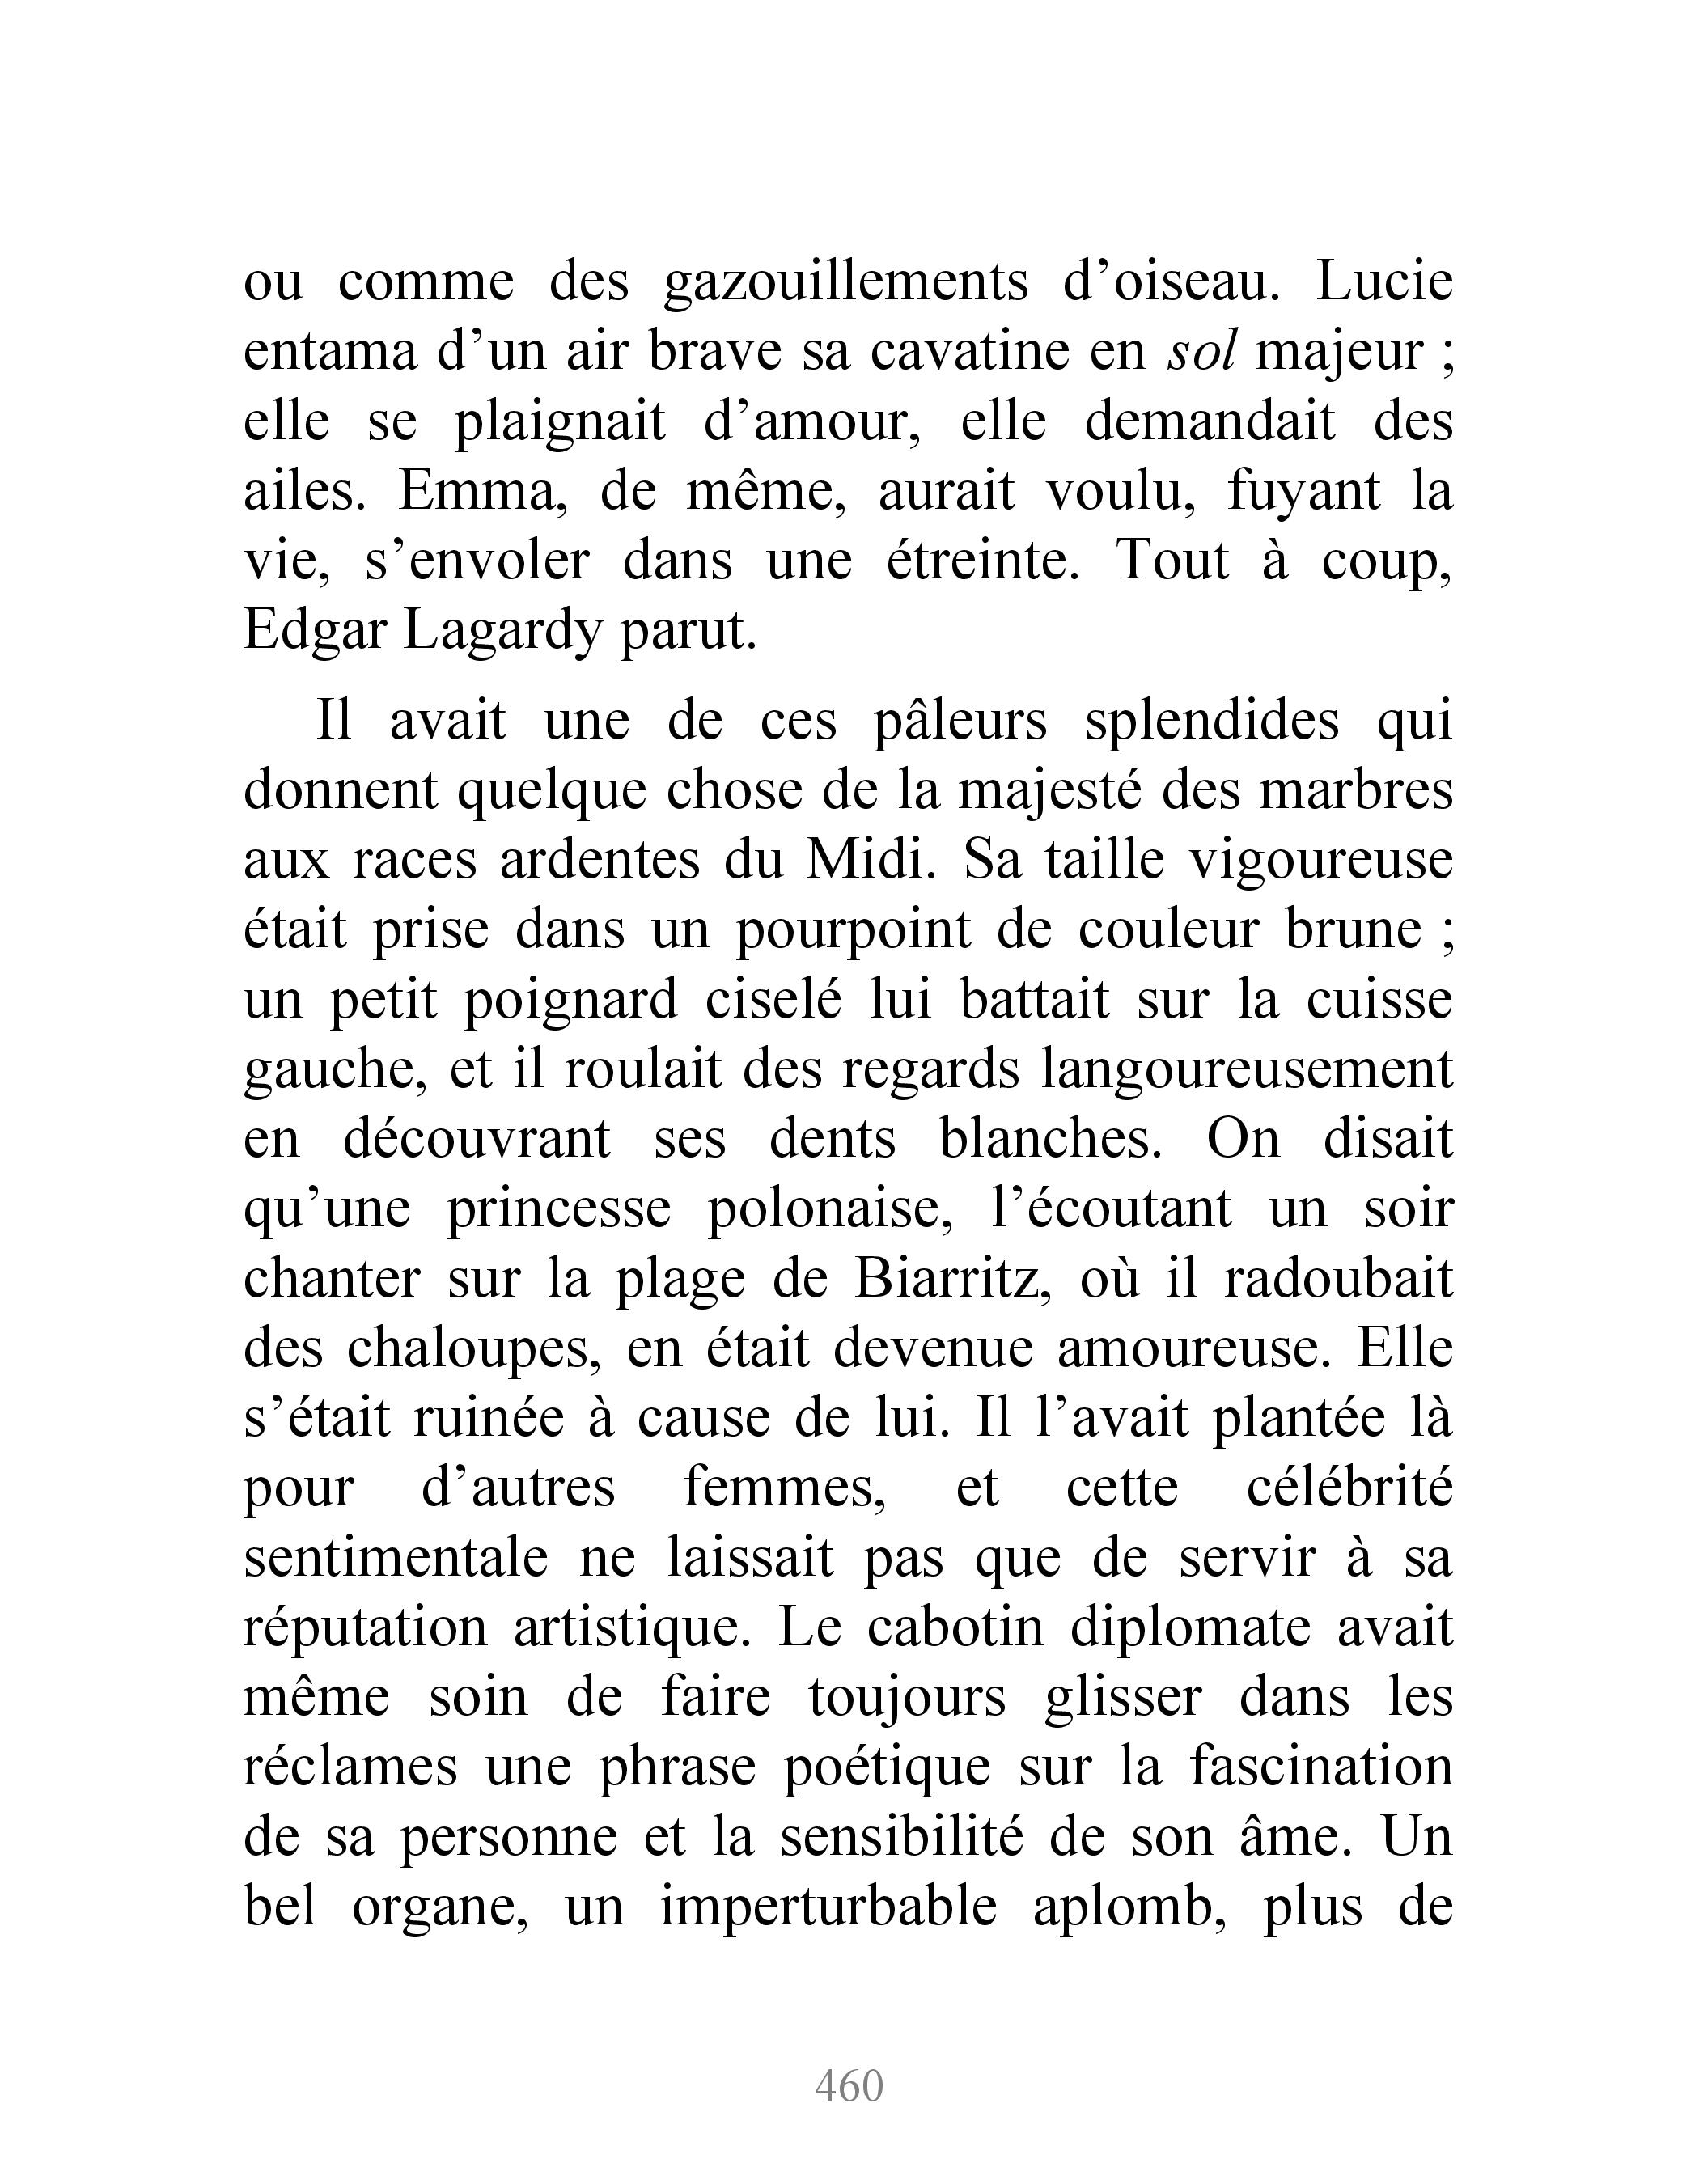 ou comme des gazouillements d’oiseau. Lucie
entama d’un air brave sa cavatine en sol majeur ;
elle se plaignait d’amour, elle demandait des
ailes. Emma, de même, aurait voulu, fuyant la
vie, s’envoler dans une étreinte. Tout à coup,
Edgar Lagardy parut.
Il avait une de ces pâleurs splendides qui
donnent quelque chose de la majesté des marbres
aux races ardentes du Midi. Sa taille vigoureuse
était prise dans un pourpoint de couleur brune ;
un petit poignard ciselé lui battait sur la cuisse
gauche, et il roulait des regards langoureusement
en découvrant ses dents blanches. On disait
qu’une princesse polonaise, l’écoutant un soir
chanter sur la plage de Biarritz, où il radoubait
des chaloupes, en était devenue amoureuse. Elle
s’était ruinée à cause de lui. Il l’avait plantée là
pour d’autres femmes, et cette célébrité
sentimentale ne laissait pas que de servir à sa
réputation artistique. Le cabotin diplomate avait
même soin de faire toujours glisser dans les
réclames une phrase poétique sur la fascination
de sa personne et la sensibilité de son âme. Un
bel organe, un imperturbable aplomb, plus de
460